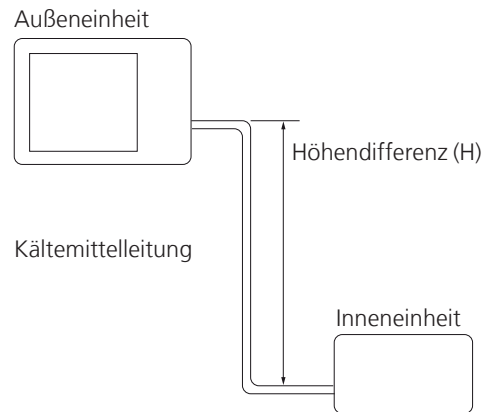 Außeneinheit
Höhendifferenz (H)
Kältemittelleitung
Inneneinheit